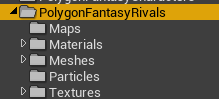 PolygonFantasyRivals
Maps
Materials
Meshes
Particles
Textures